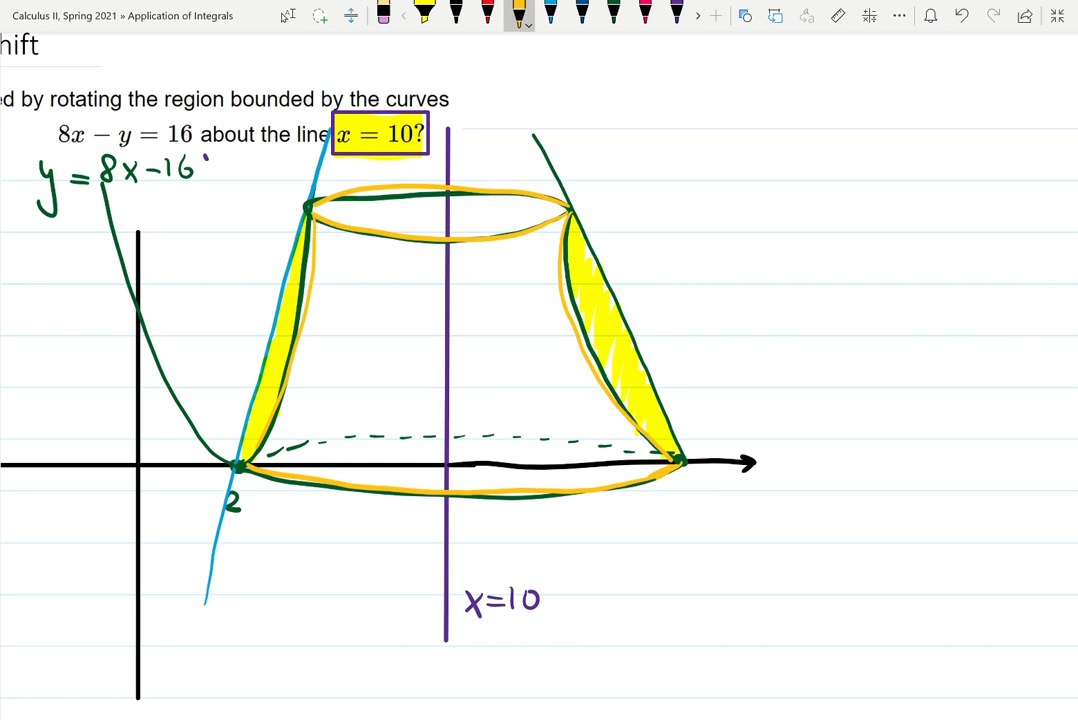 Calculus II, Spring 2021 » Application of Integrals
hift
d by rotating the region bounded by the curves
8x − y = 16 about the line x = 10?
y = 8x-16
2
x=10